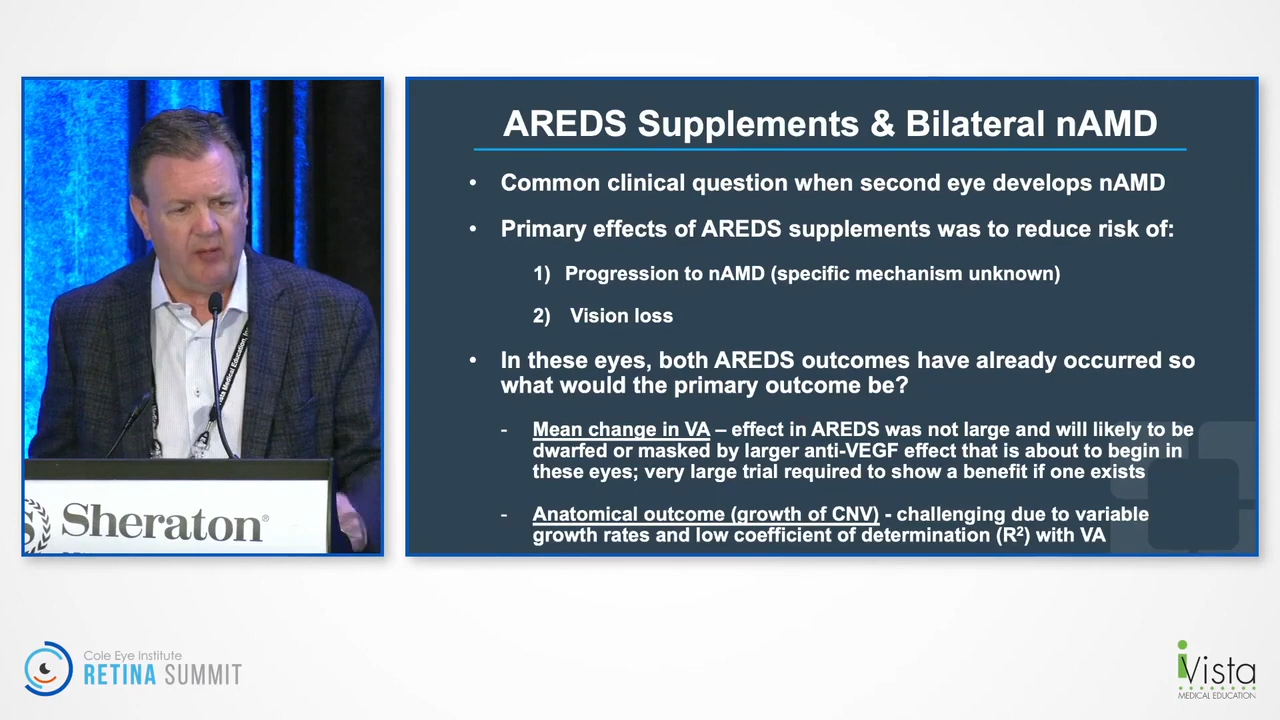 AREDS Supplements & Bilateral nAMD
• Common clinical question when second eye develops nAMD
• Primary effects of AREDS supplements was to reduce risk of:
1) Progression to nAMD (specific mechanism unknown)
2) Vision loss
• In these eyes, both AREDS outcomes have already occurred so
what would the primary outcome be?
- Mean change in VA – effect in AREDS was not large and will likely to be
dwarfed or masked by larger anti-VEGF effect that is about to begin in
these eyes; very large trial required to show a benefit if one exists
- Anatomical outcome (growth of CNV) - challenging due to variable
growth rates and low coefficient of determination (R²) with VA
Vista Medical Education, Inc.
S
Sheraton®
Cole Eye Institute
RETINA SUMMIT
iVista
MEDICAL EDUCATION